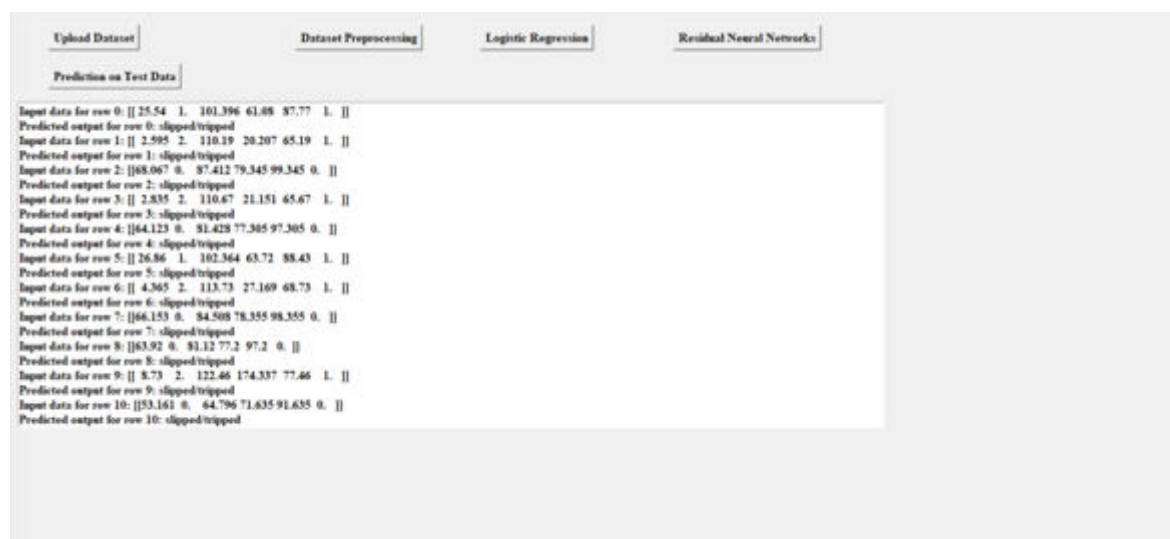 Upload Dataset Dataset Preprocessing Logistic Regression Residual Neural Networks
Prediction on Test Data
Input data for row 0: [[ 25.54 1. 101.396 61.08 87.77 1. ]]
Predicted output for row 0: slipped/tripped
Input data for row 1: [[ 2.595 2. 110.19 20.207 65.19 1. ]]
Predicted output for row 1: slipped/tripped
Input data for row 2: [[68.067 0. 87.412 79.345 99.345 0. ]]
Predicted output for row 2: slipped/tripped
Input data for row 3: [[ 2.835 2. 110.67 21.151 65.67 1. ]]
Predicted output for row 3: slipped/tripped
Input data for row 4: [[64.123 0. 81.428 77.305 97.305 0. ]]
Predicted output for row 4: slipped/tripped
Input data for row 5: [[ 26.86 1. 102.364 63.72 88.43 1. ]]
Predicted output for row 5: slipped/tripped
Input data for row 6: [[ 4.365 2. 113.73 27.169 68.73 1. ]]
Predicted output for row 6: slipped/tripped
Input data for row 7: [[66.153 0. 84.508 78.355 98.355 0. ]]
Predicted output for row 7: slipped/tripped
Input data for row 8: [[63.92 0. 81.12 77.2 97.2 0. ]]
Predicted output for row 8: slipped/tripped
Input data for row 9: [[ 8.73 2. 122.46 174.337 77.46 1. ]]
Predicted output for row 9: slipped/tripped
Input data for row 10: [[53.161 0. 64.796 71.635 91.635 0. ]]
Predicted output for row 10: slipped/tripped